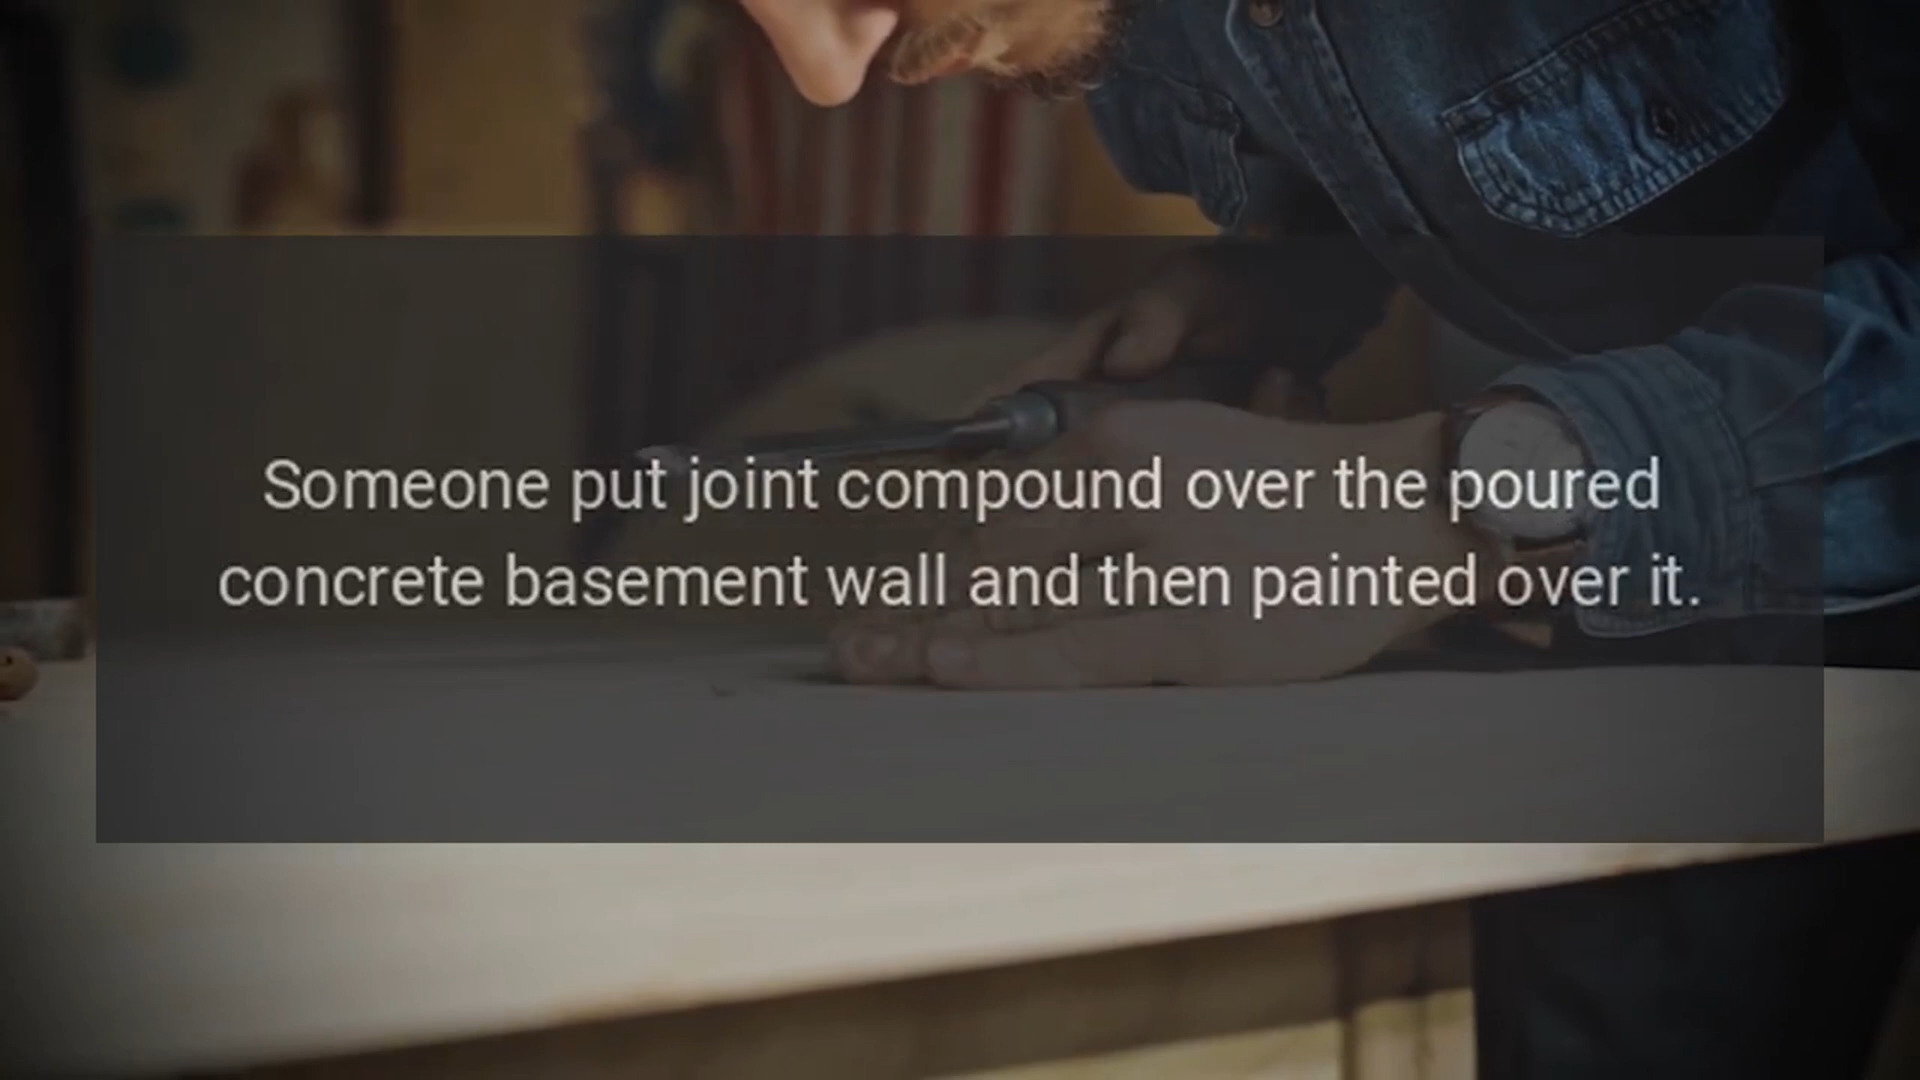 Someone put joint compound over the poured
concrete basement wall and then painted over it.